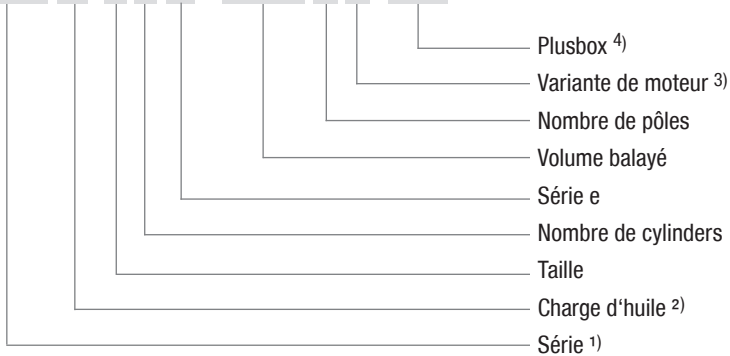 Plusbox 4)
Variante de moteur 3)
Nombre de pôles
Volume balayé
Série e
Nombre de cylinders
Taille
Charge d‘huile 2)
Série 1)